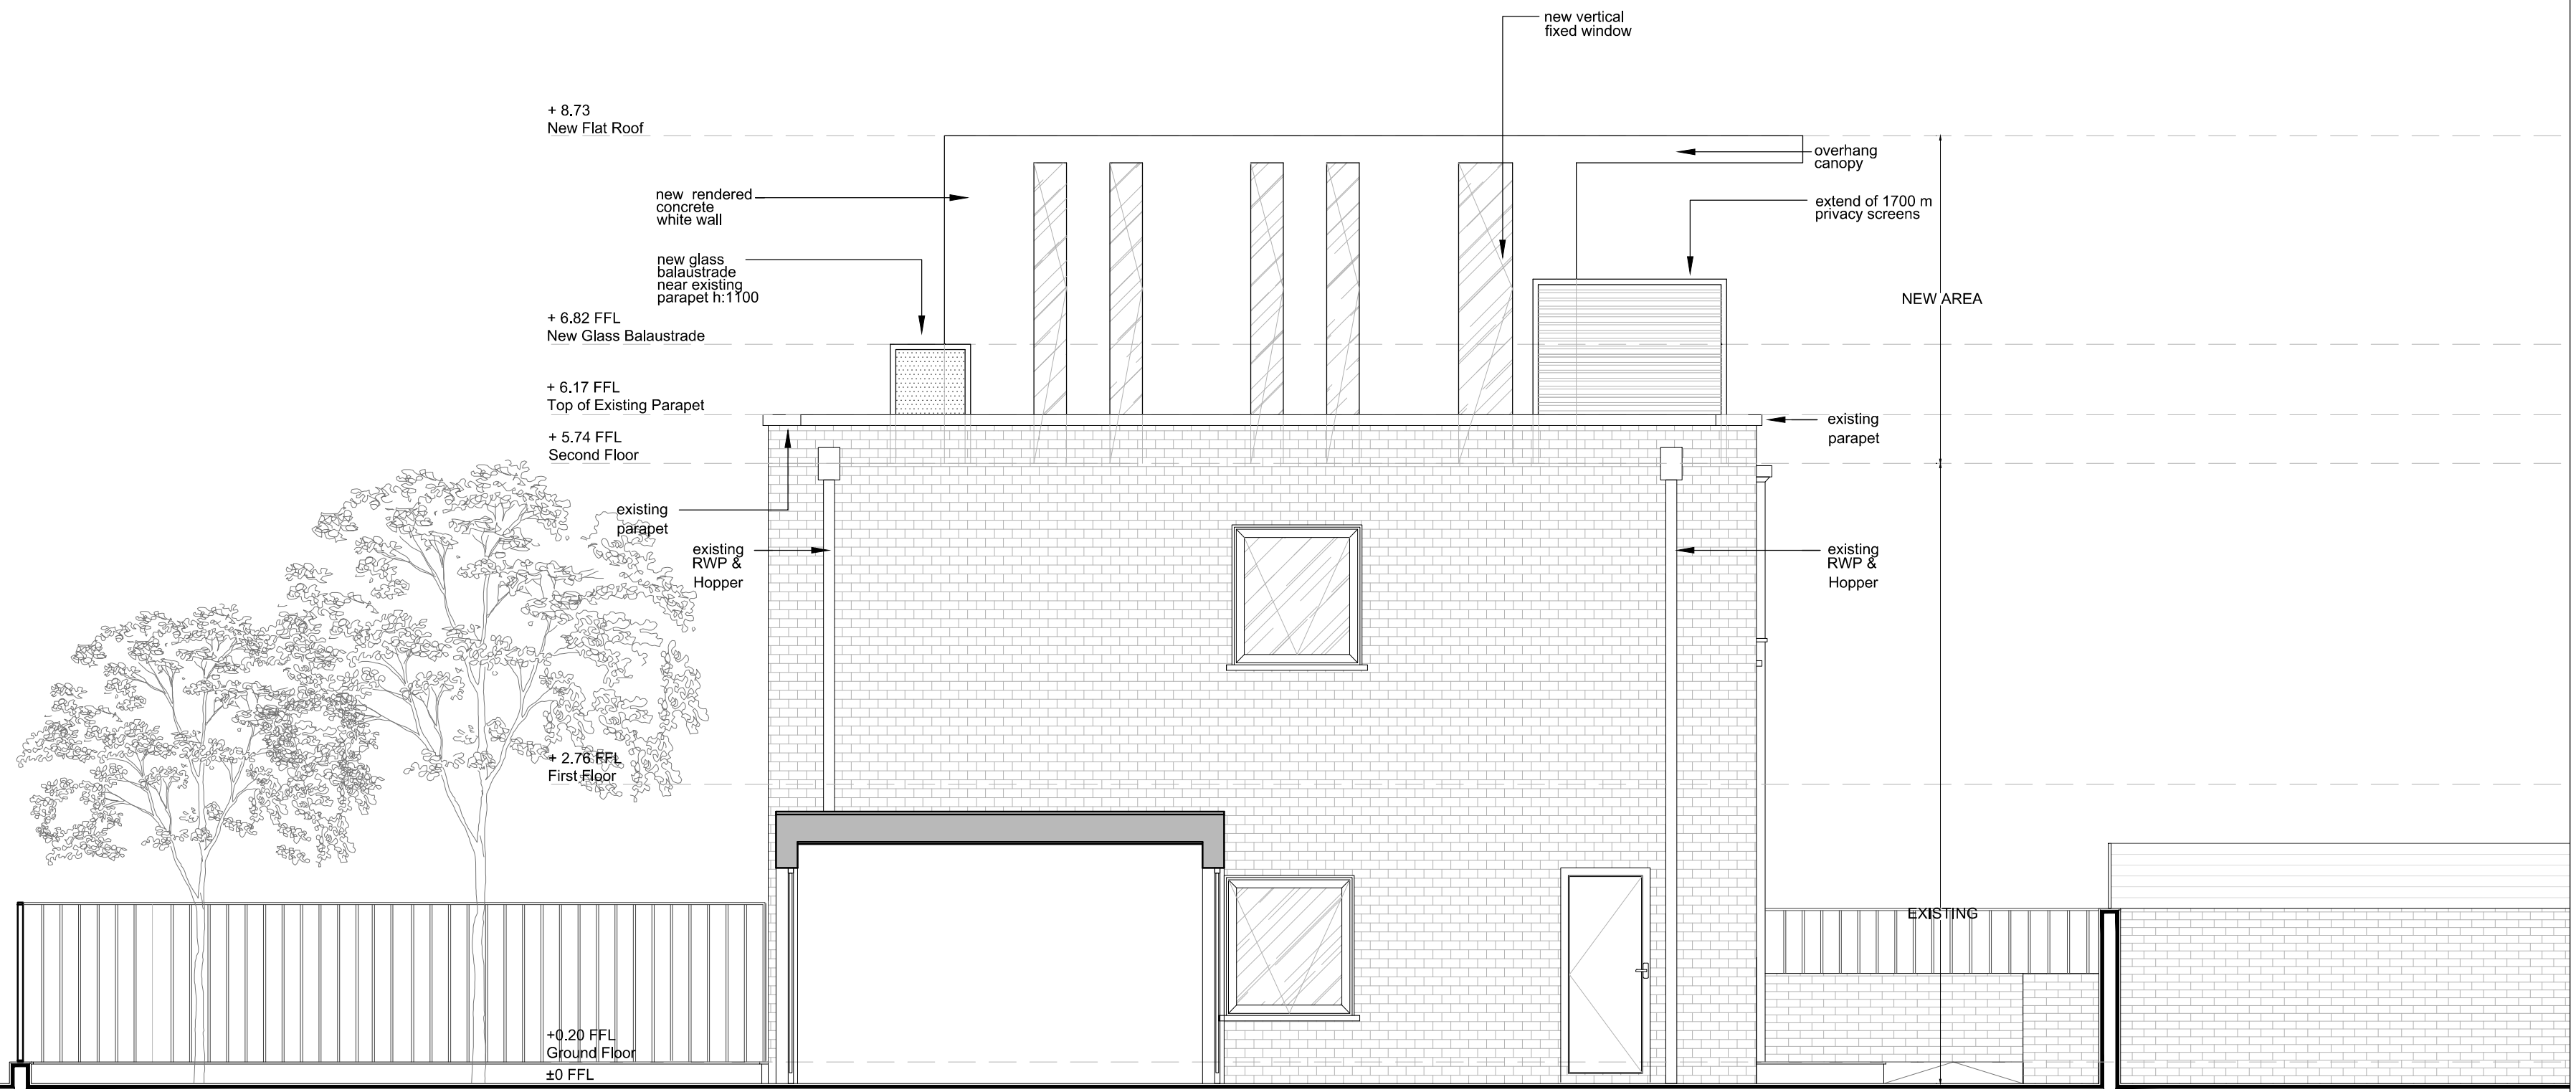 new vertical
fixed window
+ 8.73
New Flat Roof
overhang
canopy
new rendered
concrete
white wall
extend of 1700 m
privacy screens
new glass
balaustrade
near existing
parapet h:1100
NEW AREA
+ 6.82 FFL
New Glass Balaustrade
+ 6.17 FFL
Top of Existing Parapet
existing
parapet
+ 5.74 FFL
Second Floor
existing
parapet
existing
RWP &
Hopper
existing
RWP &
Hopper
+ 2.76 FFL
First Floor
EXISTING
+0.20 FFL
Ground Floor
±0 FFL